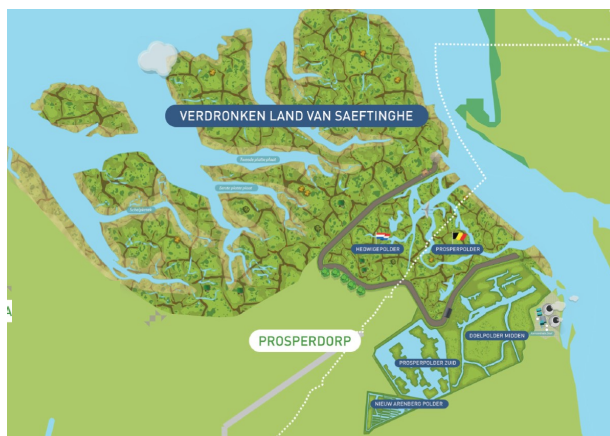 VERDRONKEN LAND VAN SAEFTINGHE
HEDWIGEPOLDER
PROSPERPOLDER
PROSPERDORP
DOELPOLDER MIDDEN
PROSPERPOLDER ZUID
NIEUW ARENBERG POLDER
A